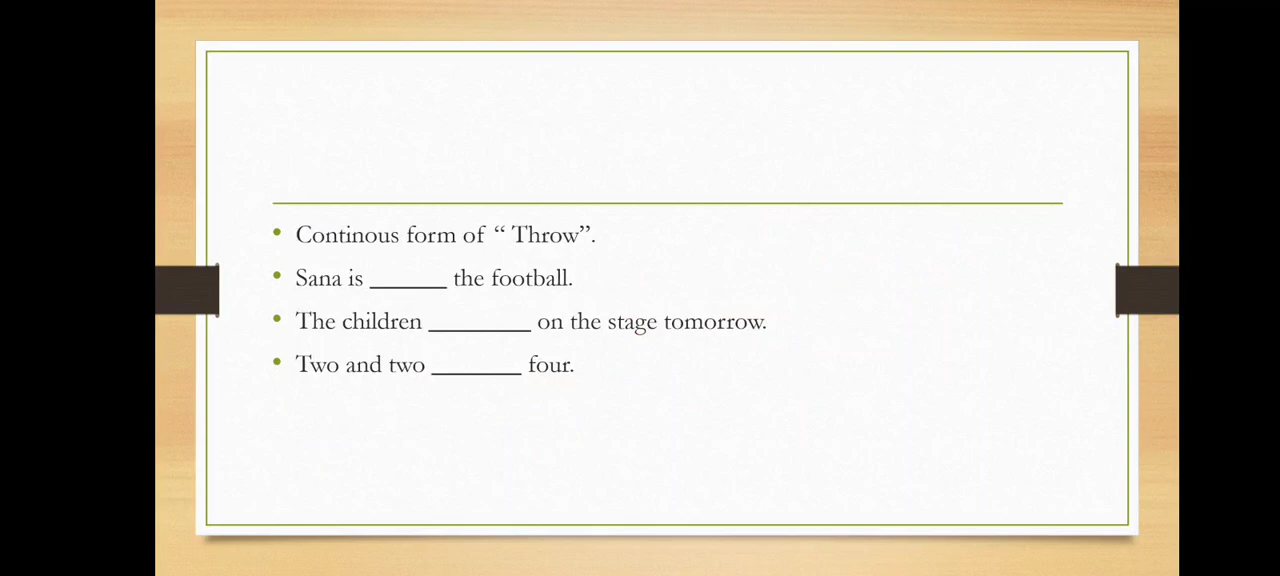 • Continous form of “ Throw”.
• Sana is ______ the football.
• The children ________ on the stage tomorrow.
• Two and two _______ four.